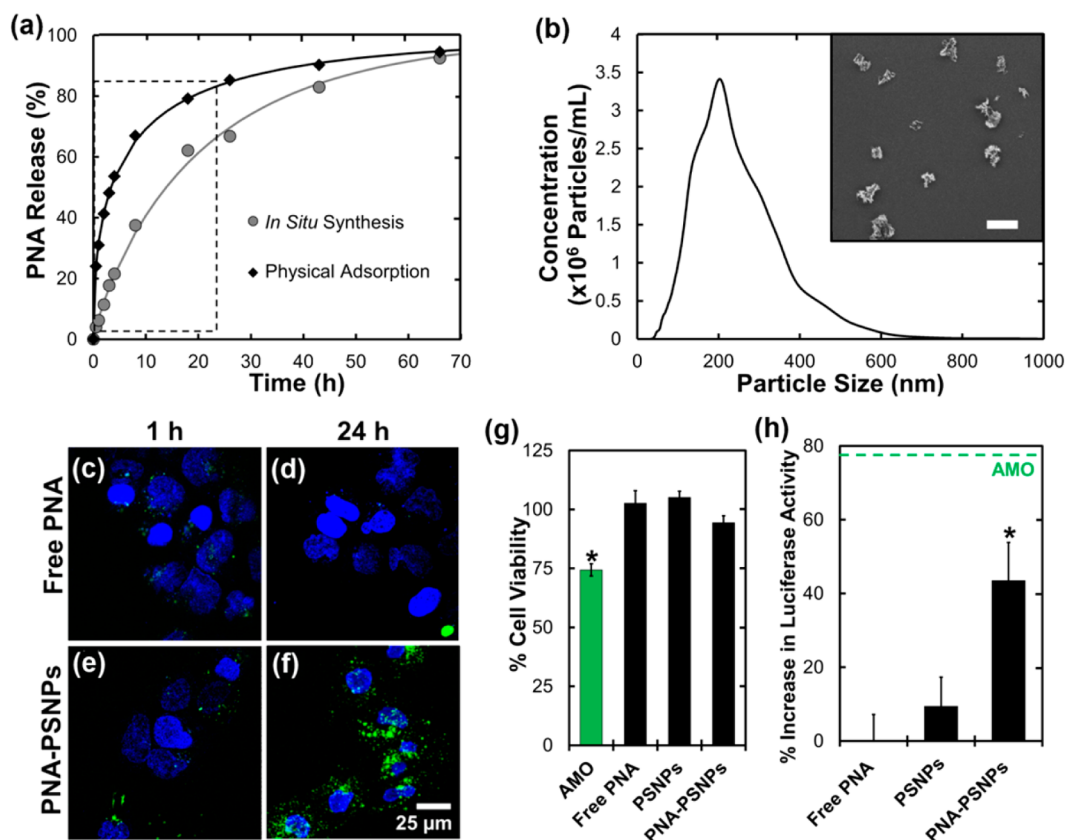 (a)
100
80
60
40
20
0
PNA Release (%)
In Situ Synthesis
Physical Adsorption
0 10 20 30 40 50 60 70
Time (h)
(b)
4
3.5
3
2.5
2
1.5
1
0.5
0
Concentration
(x10⁶ Particles/mL)
0 200 400 600 800 1000
Particle Size (nm)
1 h 24 h
Free PNA
(c) (d)
PNA-PSNPs
(e) (f)
25 µm
(g)
125
100
75
50
25
0
% Cell Viability
*
AMO
Free PNA
PSNPs
PNA-PSNPs
(h)
80
60
40
20
0
% Increase in Luciferase Activity
AMO
*
Free PNA
PSNPs
PNA-PSNPs